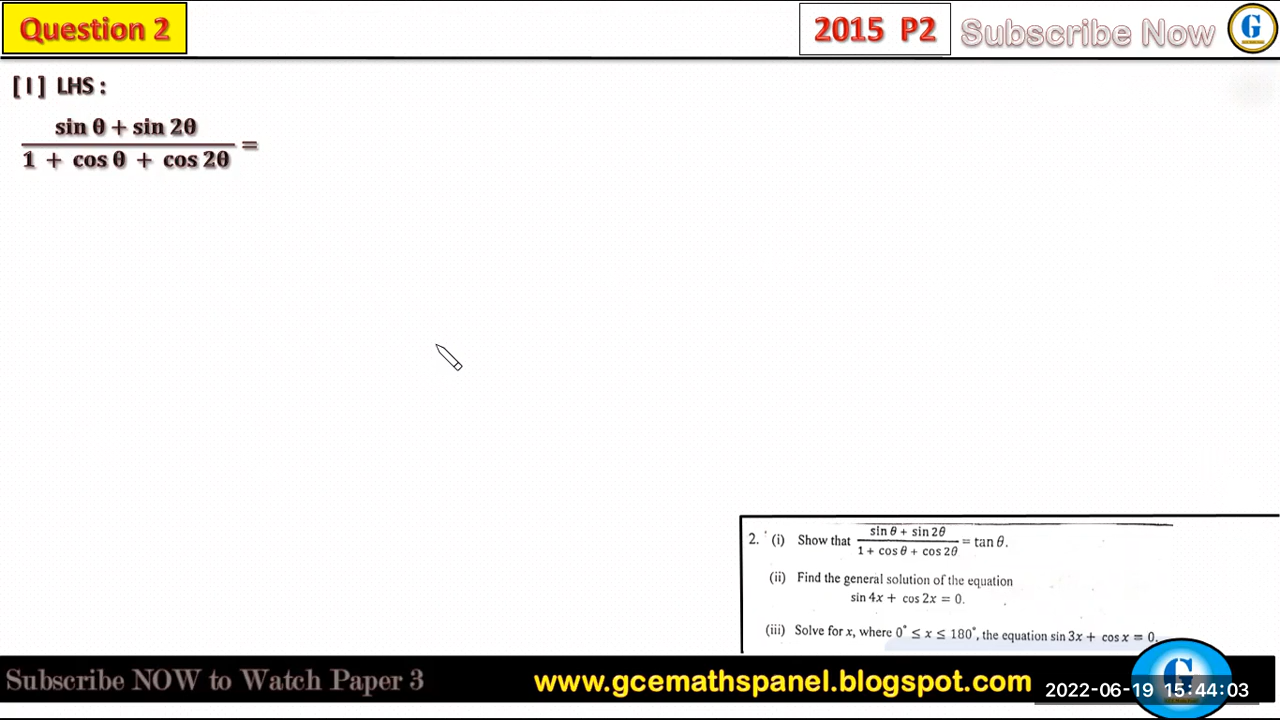 Question 2
2015 P2
Subscribe Now
G
[ I ] LHS :
sin θ + sin 2θ
1 + cos θ + cos 2θ =
2. (i) Show that sin θ + sin 2θ / 1 + cos θ + cos 2θ = tan θ.
(ii) Find the general solution of the equation
sin 4x + cos 2x = 0.
(iii) Solve for x, where 0° ≤ x ≤ 180°, the equation sin 3x + cos x = 0.
Subscribe NOW to Watch Paper 3
www.gcemathspanel.blogspot.com
G
2022-06-19 15:44:03